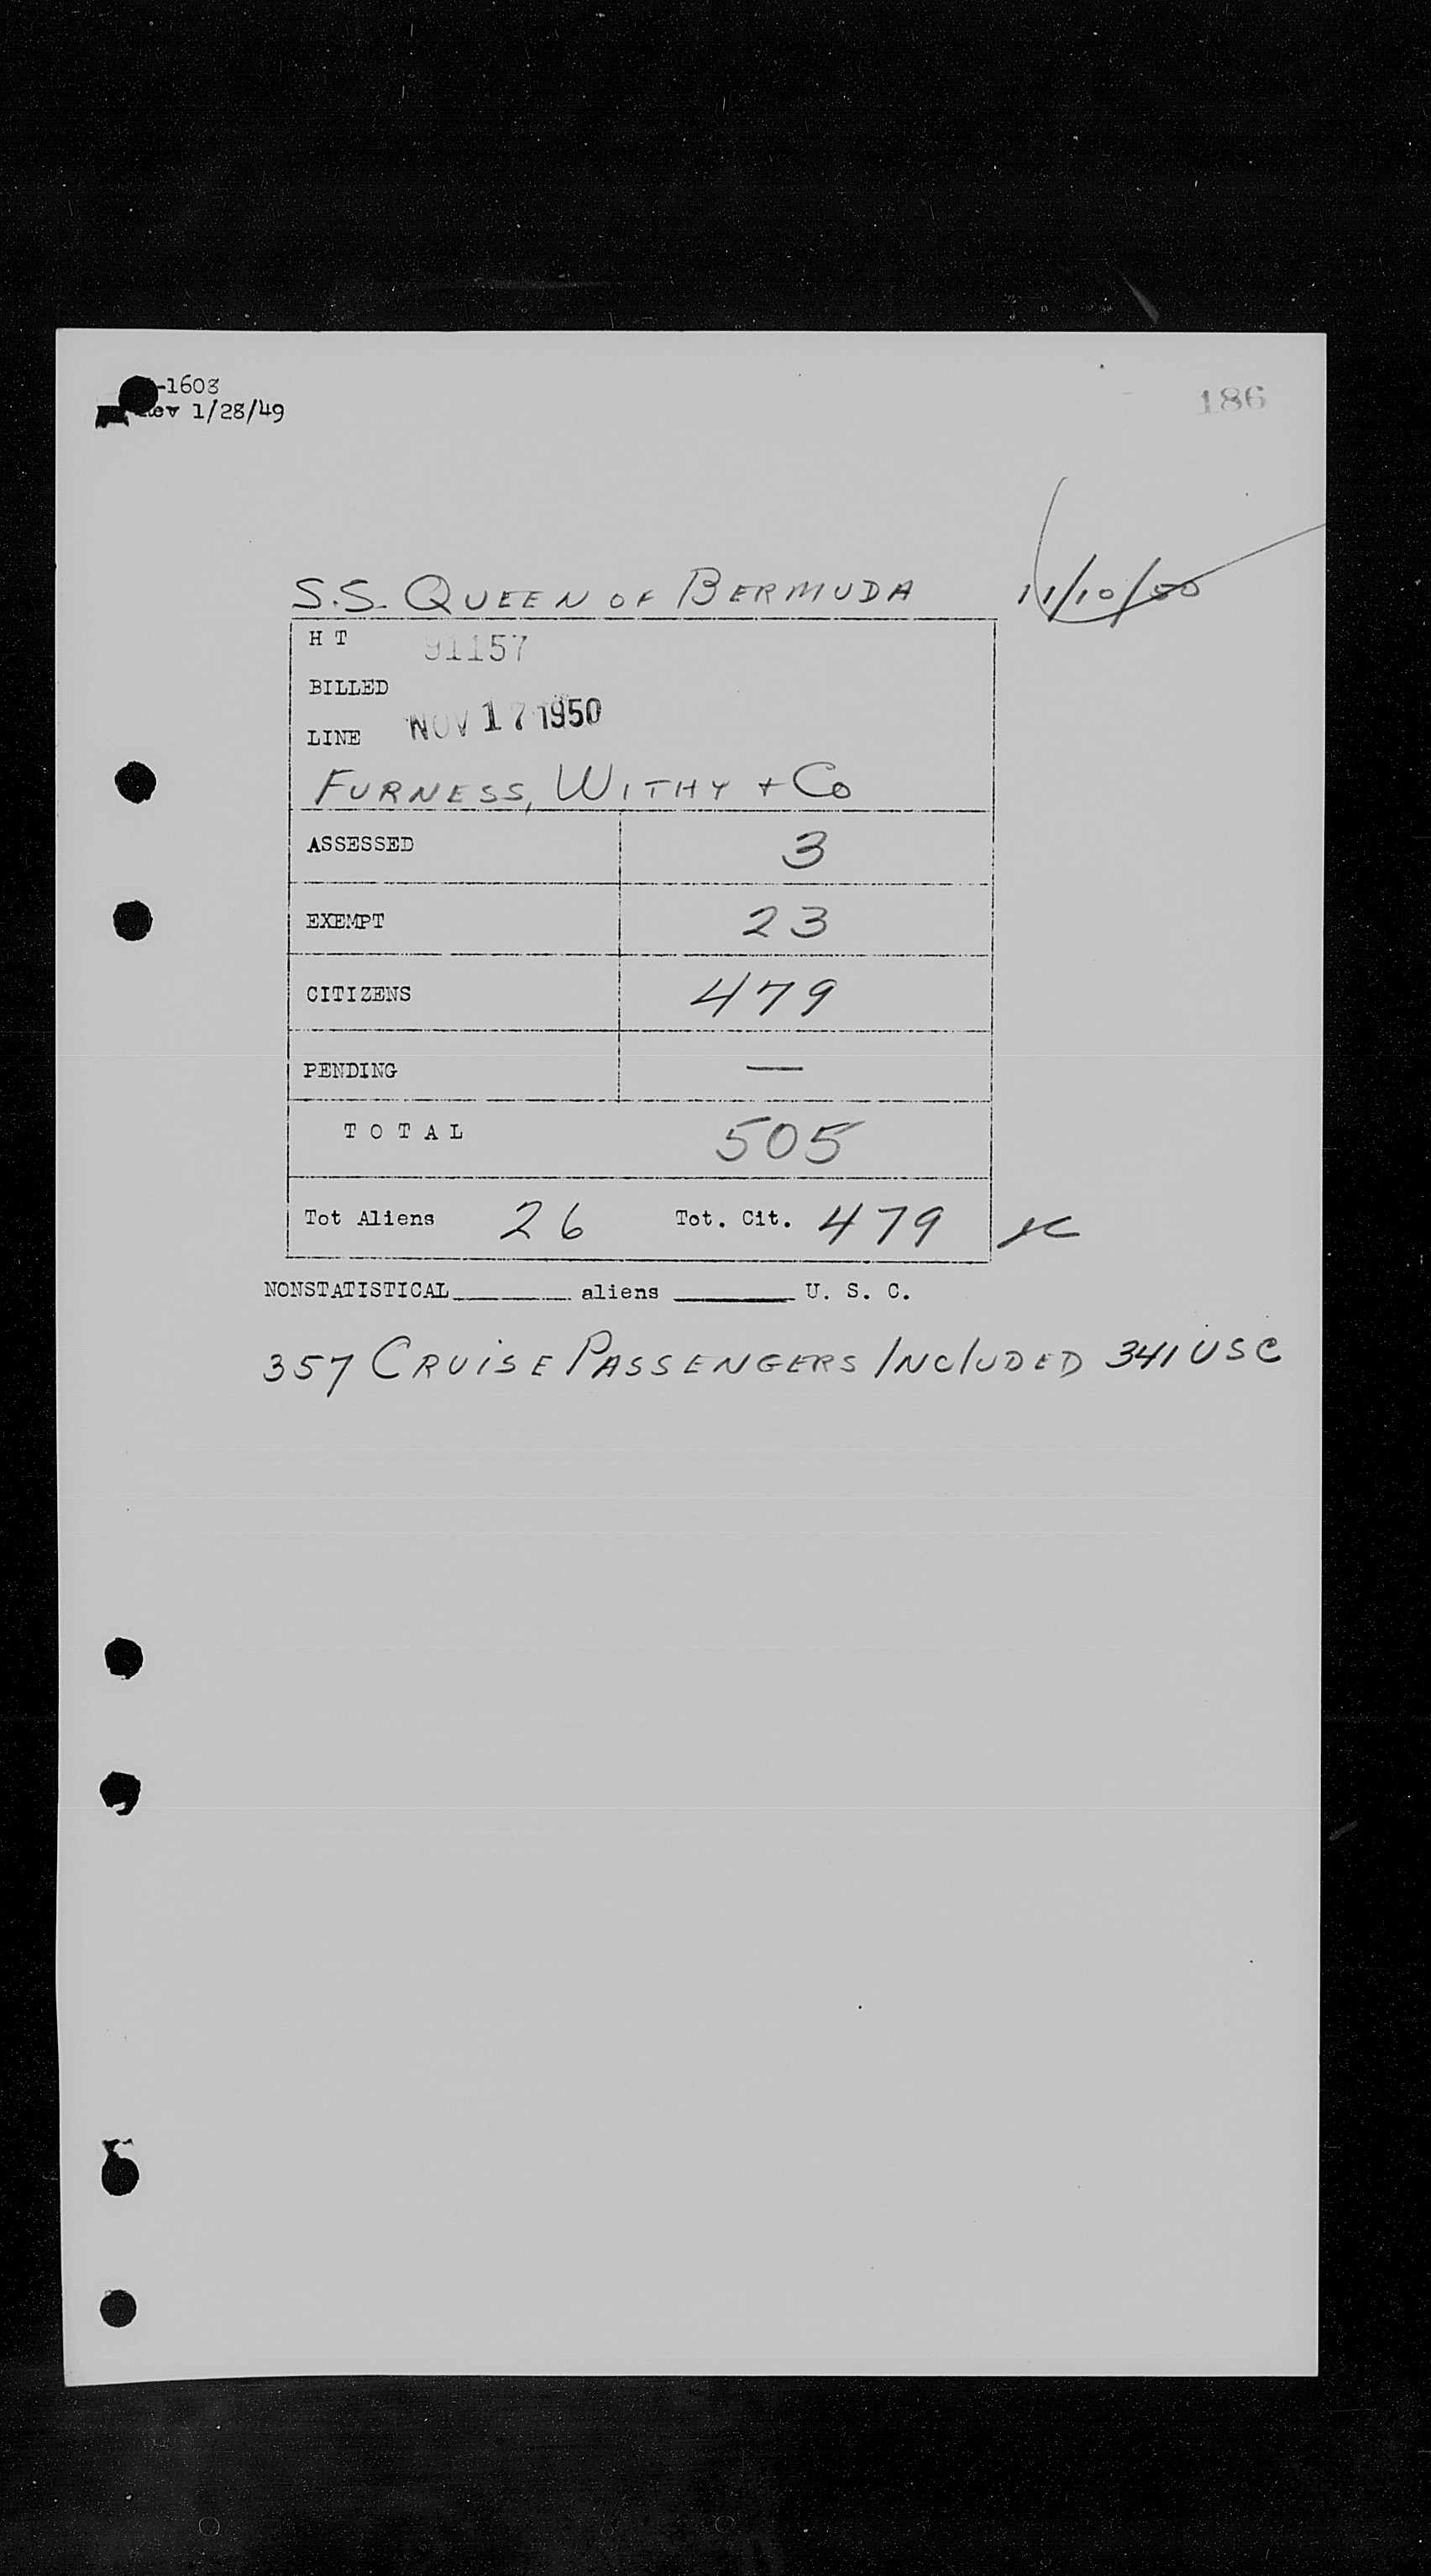 -1603
Rev 1/28/49
186
S.S. QUEEN OF BERMUDA 11/10/50
H T 91157
BILLED
NOV 17 1950
LINE
FURNESS, WITHY + CO
ASSESSED 3
EXEMPT 23
CITIZENS 479
PENDING —
T O T A L 505
Tot Aliens 26 Tot. Cit. 479
NONSTATISTICAL________ aliens ________ U. S. C.
357 CRUISE PASSENGERS INCLUDED 341 USC